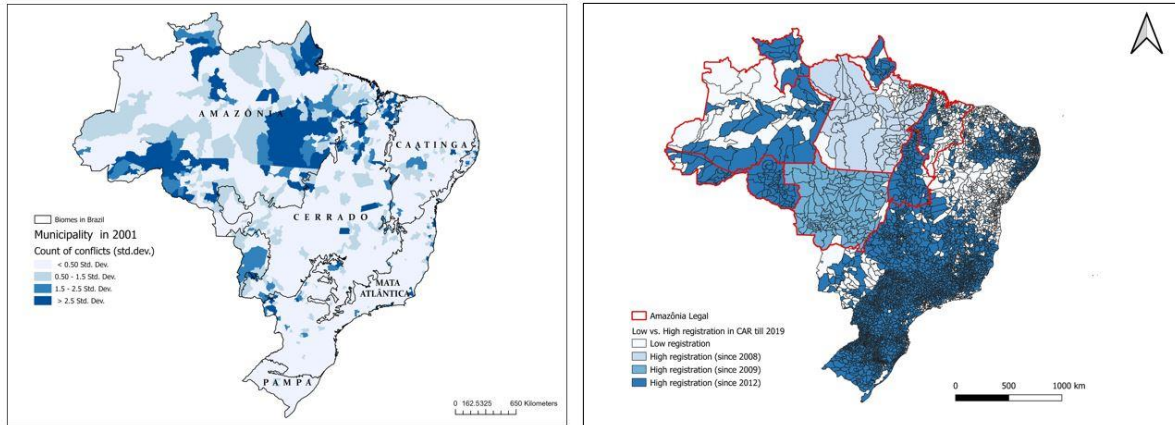 AMAZÔNIA
CAATINGA
CERRADO
MATA
ATLÂNTICA
PAMPA
Biomes in Brazil
Municipality in 2001
Count of conflicts (std.dev.)
< 0.50 Std. Dev.
0.50 - 1.5 Std. Dev.
1.5 - 2.5 Std. Dev.
> 2.5 Std. Dev.
0 162.5325 650 Kilometers
Amazônia Legal
Low vs. High registration in CAR till 2019
Low registration
High registration (since 2008)
High registration (since 2009)
High registration (since 2012)
0 500 1000 km